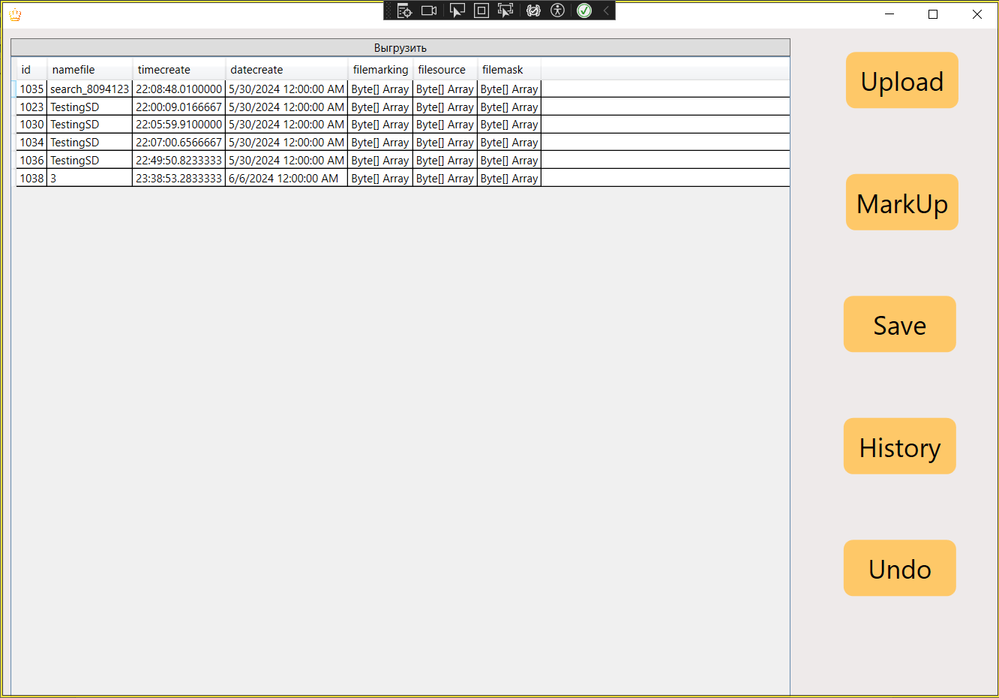 Выгрузить
id namefile timecreate datecreate filemarking filesource filemask
1035 search_8094123 22:08:48.0100000 5/30/2024 12:00:00 AM Byte[] Array Byte[] Array Byte[] Array
1023 TestingSD 22:00:09.0166667 5/30/2024 12:00:00 AM Byte[] Array Byte[] Array Byte[] Array
1030 TestingSD 22:05:59.9100000 5/30/2024 12:00:00 AM Byte[] Array Byte[] Array Byte[] Array
1034 TestingSD 22:07:00.6566667 5/30/2024 12:00:00 AM Byte[] Array Byte[] Array Byte[] Array
1036 TestingSD 22:49:50.8233333 5/30/2024 12:00:00 AM Byte[] Array Byte[] Array Byte[] Array
1038 3 23:38:53.2833333 6/6/2024 12:00:00 AM Byte[] Array Byte[] Array Byte[] Array
Upload
MarkUp
Save
History
Undo